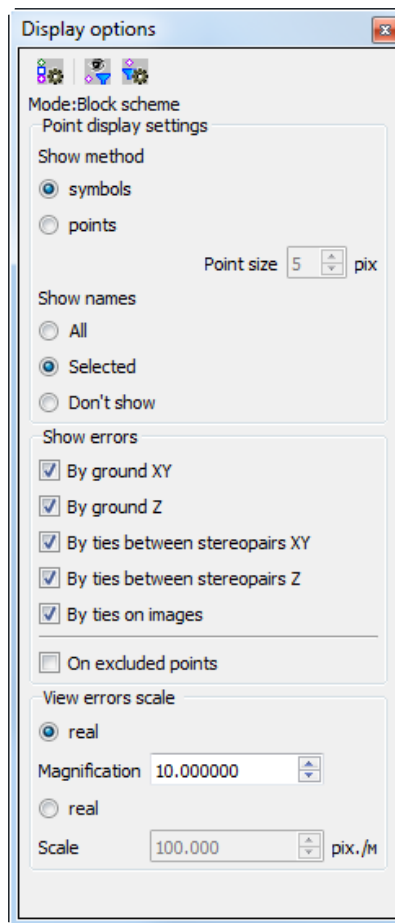 Display options
Mode:Block scheme
Point display settings
Show method
symbols
points
Point size 5 pix
Show names
All
Selected
Don't show
Show errors
By ground XY
By ground Z
By ties between stereopairs XY
By ties between stereopairs Z
By ties on images
On excluded points
View errors scale
real
Magnification 10.000000
real
Scale 100.000 pix./м